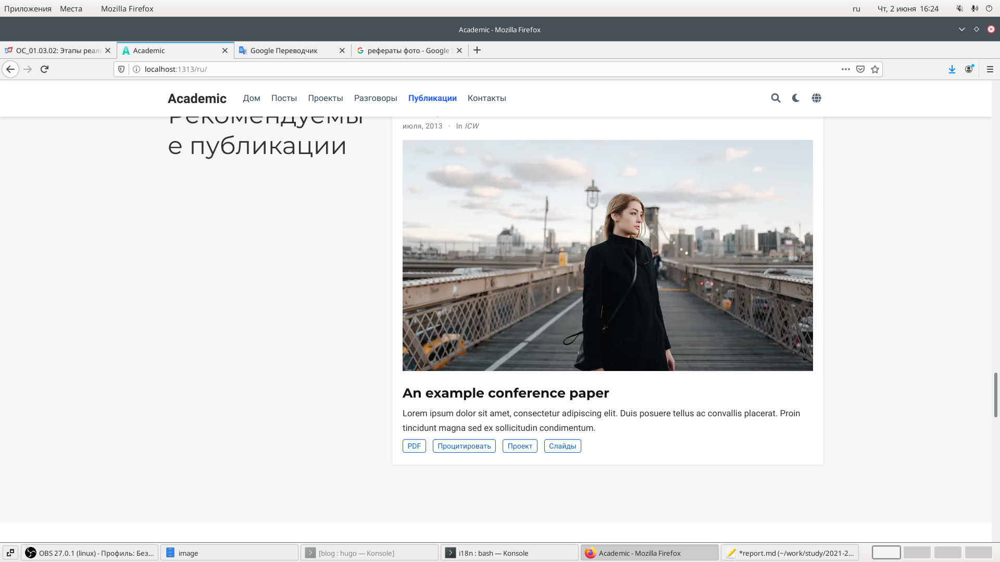 Приложения Места Mozilla Firefox ru Чт, 2 июня 16:24
Academic - Mozilla Firefox
ОС_01.03.02: Этапы реал Academic Google Переводчик рефераты фото - Google S
localhost:1313/ru/
Academic Дом Посты Проекты Разговоры Публикации Контакты
Рекомендуемы
е публикации
июля, 2013 · In ICW
An example conference paper
Lorem ipsum dolor sit amet, consectetur adipiscing elit. Duis posuere tellus ac convallis placerat. Proin
tincidunt magna sed ex sollicitudin condimentum.
PDF Процитировать Проект Слайды
OBS 27.0.1 (linux) - Профиль: Без... image [blog : hugo — Konsole] i18n : bash — Konsole Academic - Mozilla Firefox *report.md (~/work/study/2021-2...